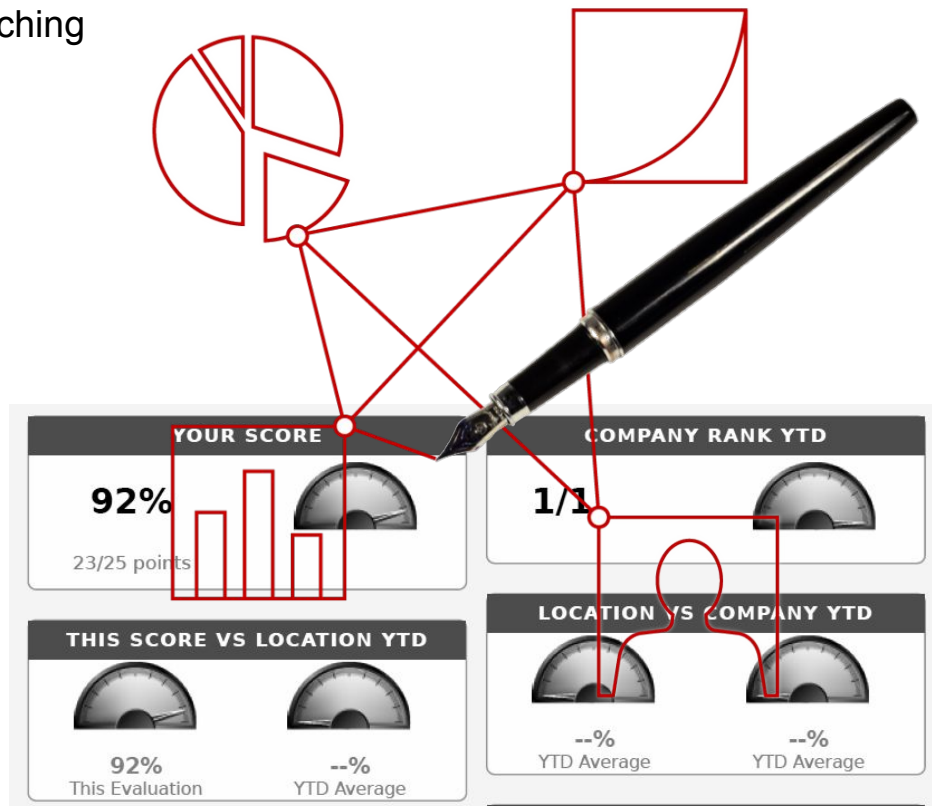 ching
YOUR SCORE
92%
23/25 points
COMPANY RANK YTD
1/1
THIS SCORE VS LOCATION YTD
92%
This Evaluation
--%
YTD Average
LOCATION VS COMPANY YTD
--%
YTD Average
--%
YTD Average